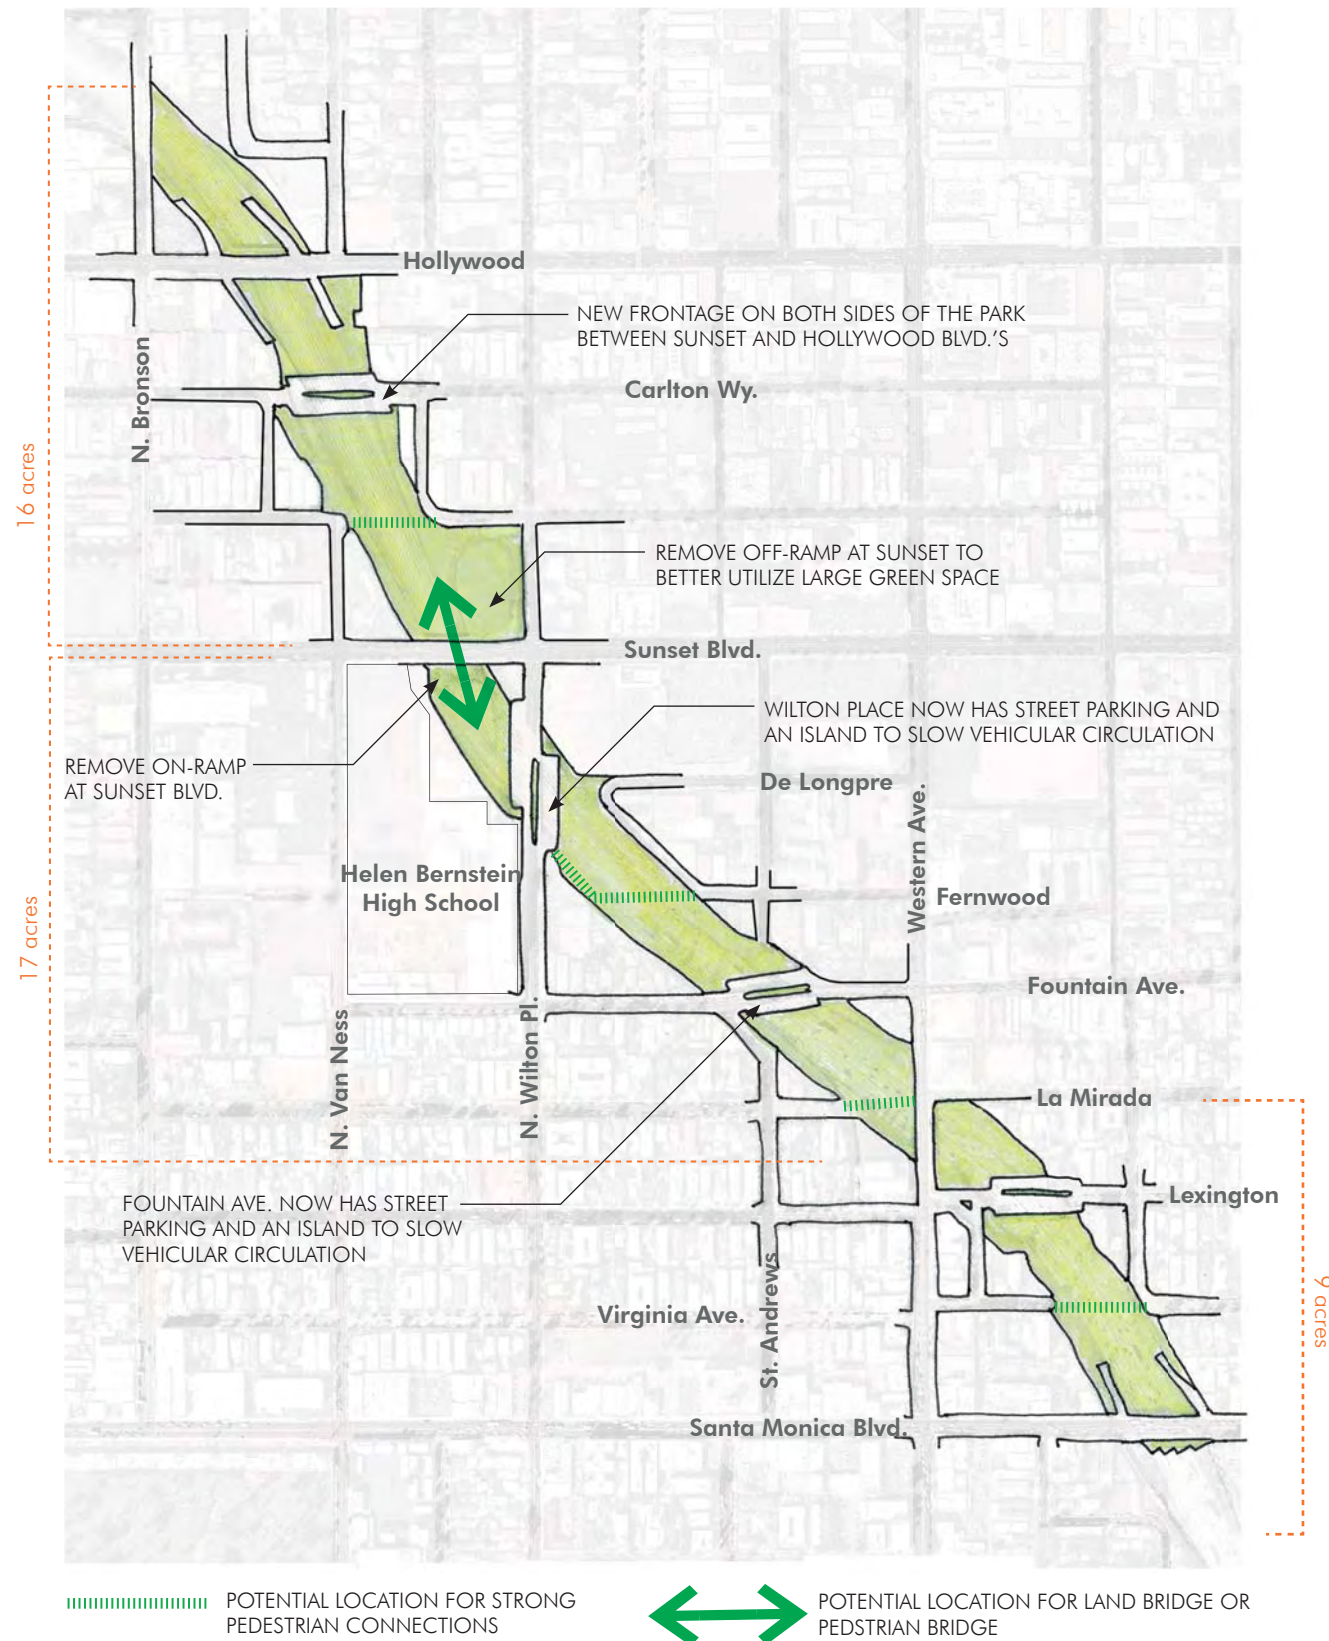 Hollywood
NEW FRONTAGE ON BOTH SIDES OF THE PARK
BETWEEN SUNSET AND HOLLYWOOD BLVD.'S
N. Bronson
Carlton Wy.
16 acres
REMOVE OFF-RAMP AT SUNSET TO
BETTER UTILIZE LARGE GREEN SPACE
Sunset Blvd.
WILTON PLACE NOW HAS STREET PARKING AND
AN ISLAND TO SLOW VEHICULAR CIRCULATION
REMOVE ON-RAMP
AT SUNSET BLVD.
De Longpre
Western Ave.
Helen Bernstein
High School
Fernwood
17 acres
Fountain Ave.
N. Van Ness
N. Wilton Pl.
La Mirada
FOUNTAIN AVE. NOW HAS STREET
PARKING AND AN ISLAND TO SLOW
VEHICULAR CIRCULATION
Lexington
St. Andrews
Virginia Ave.
9 acres
Santa Monica Blvd.
POTENTIAL LOCATION FOR STRONG
PEDESTRIAN CONNECTIONS
POTENTIAL LOCATION FOR LAND BRIDGE OR
PEDSTRIAN BRIDGE